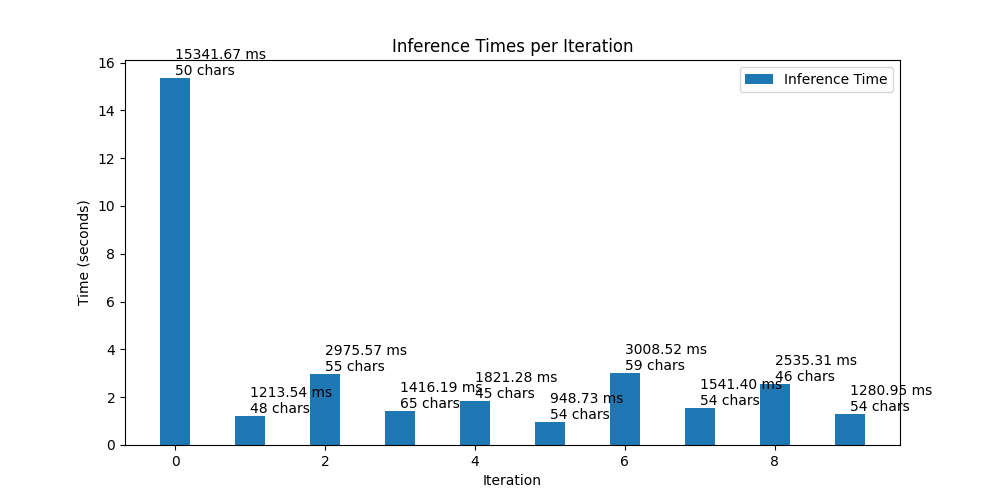 Inference Times per Iteration
Inference Time
Time (seconds)
16
14
12
10
8
6
4
2
0
15341.67 ms
50 chars
1213.54 ms
48 chars
2975.57 ms
55 chars
1416.19 ms
65 chars
1821.28 ms
45 chars
948.73 ms
54 chars
3008.52 ms
59 chars
1541.40 ms
54 chars
2535.31 ms
46 chars
1280.95 ms
54 chars
0 2 4 6 8
Iteration